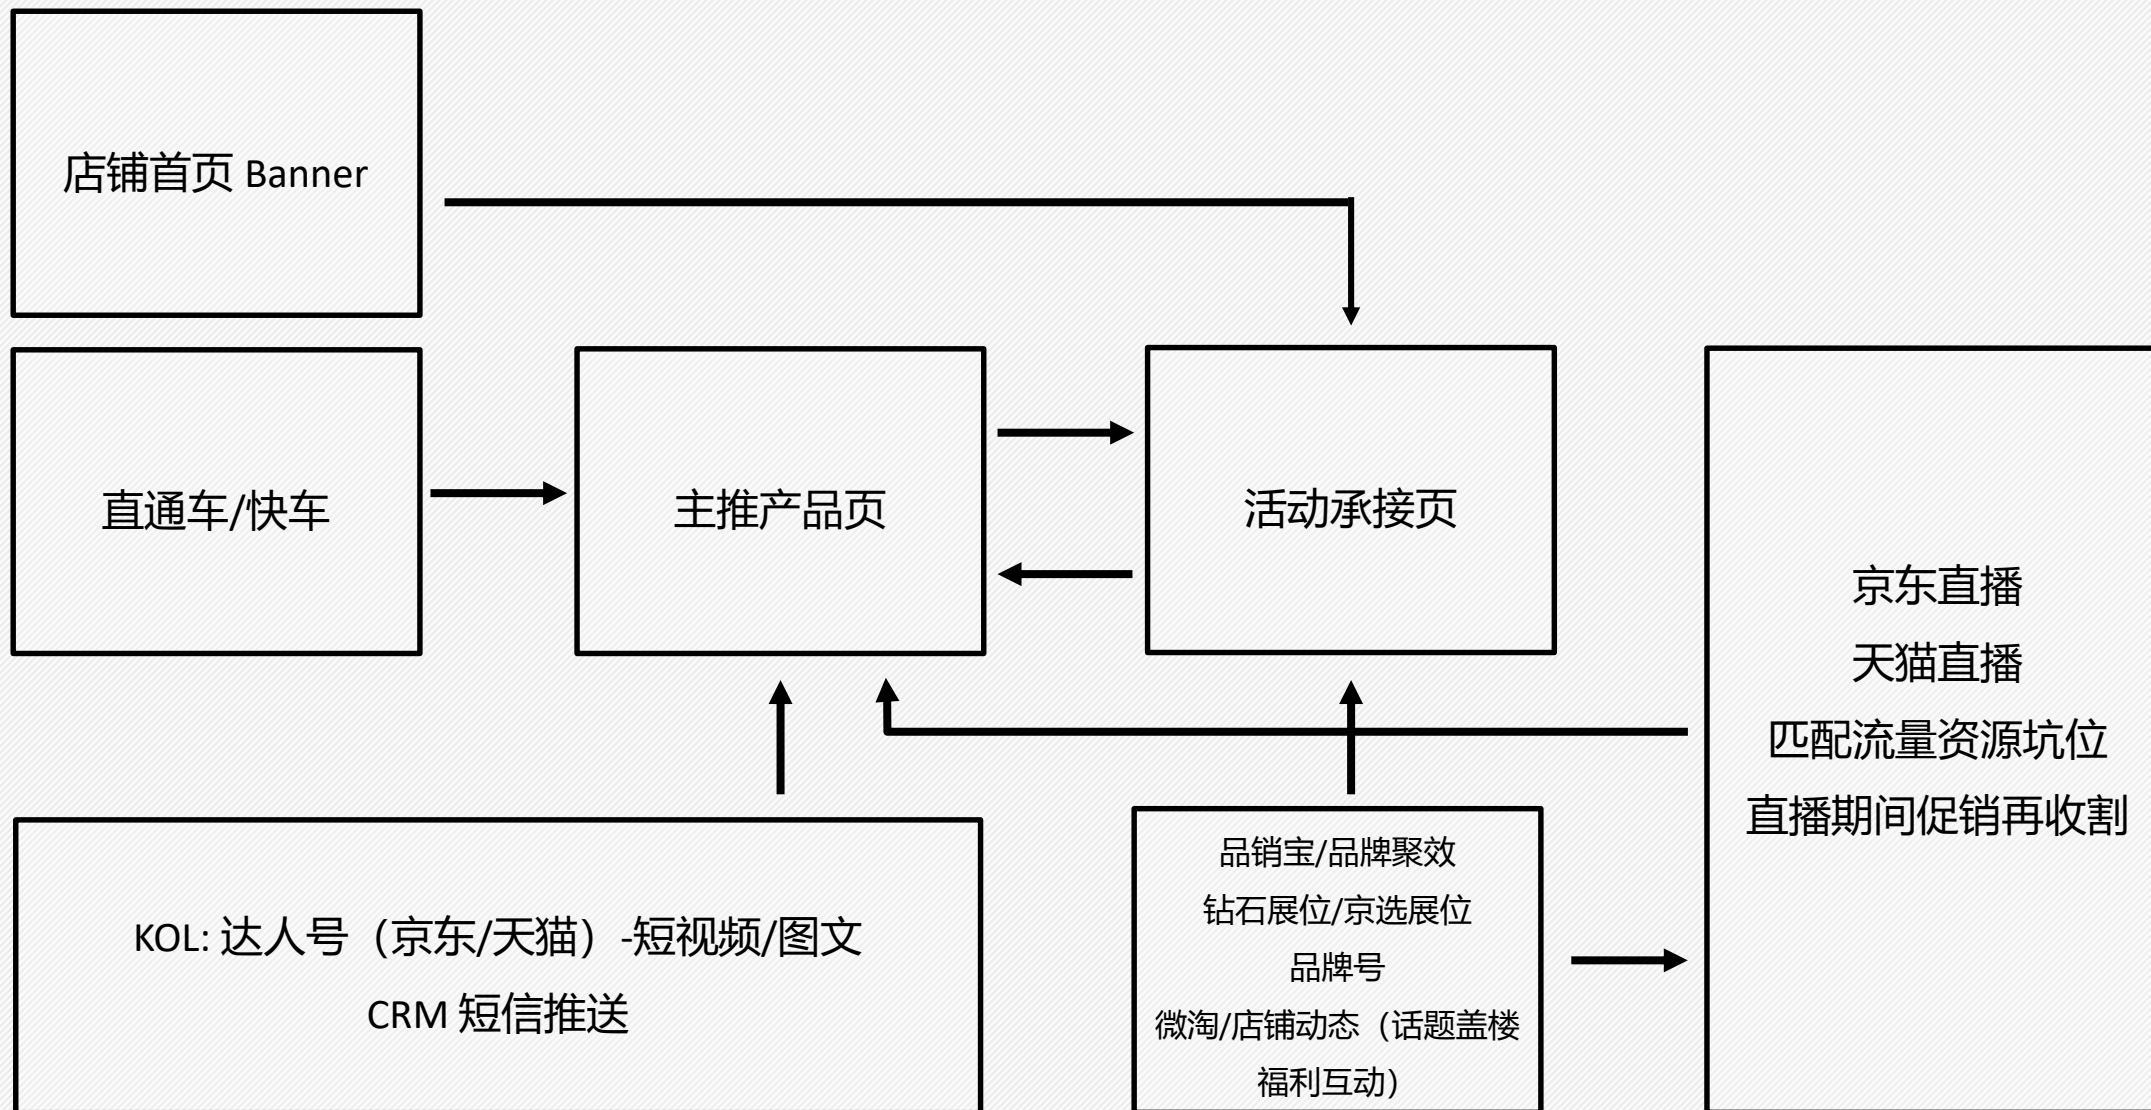 店铺首页 Banner
直通车/快车
主推产品页
活动承接页
京东直播
天猫直播
匹配流量资源坑位
直播期间促销再收割
KOL: 达人号（京东/天猫）-短视频/图文
CRM 短信推送
品销宝/品牌聚效
钻石展位/京选展位
品牌号
微淘/店铺动态（话题盖楼
福利互动）